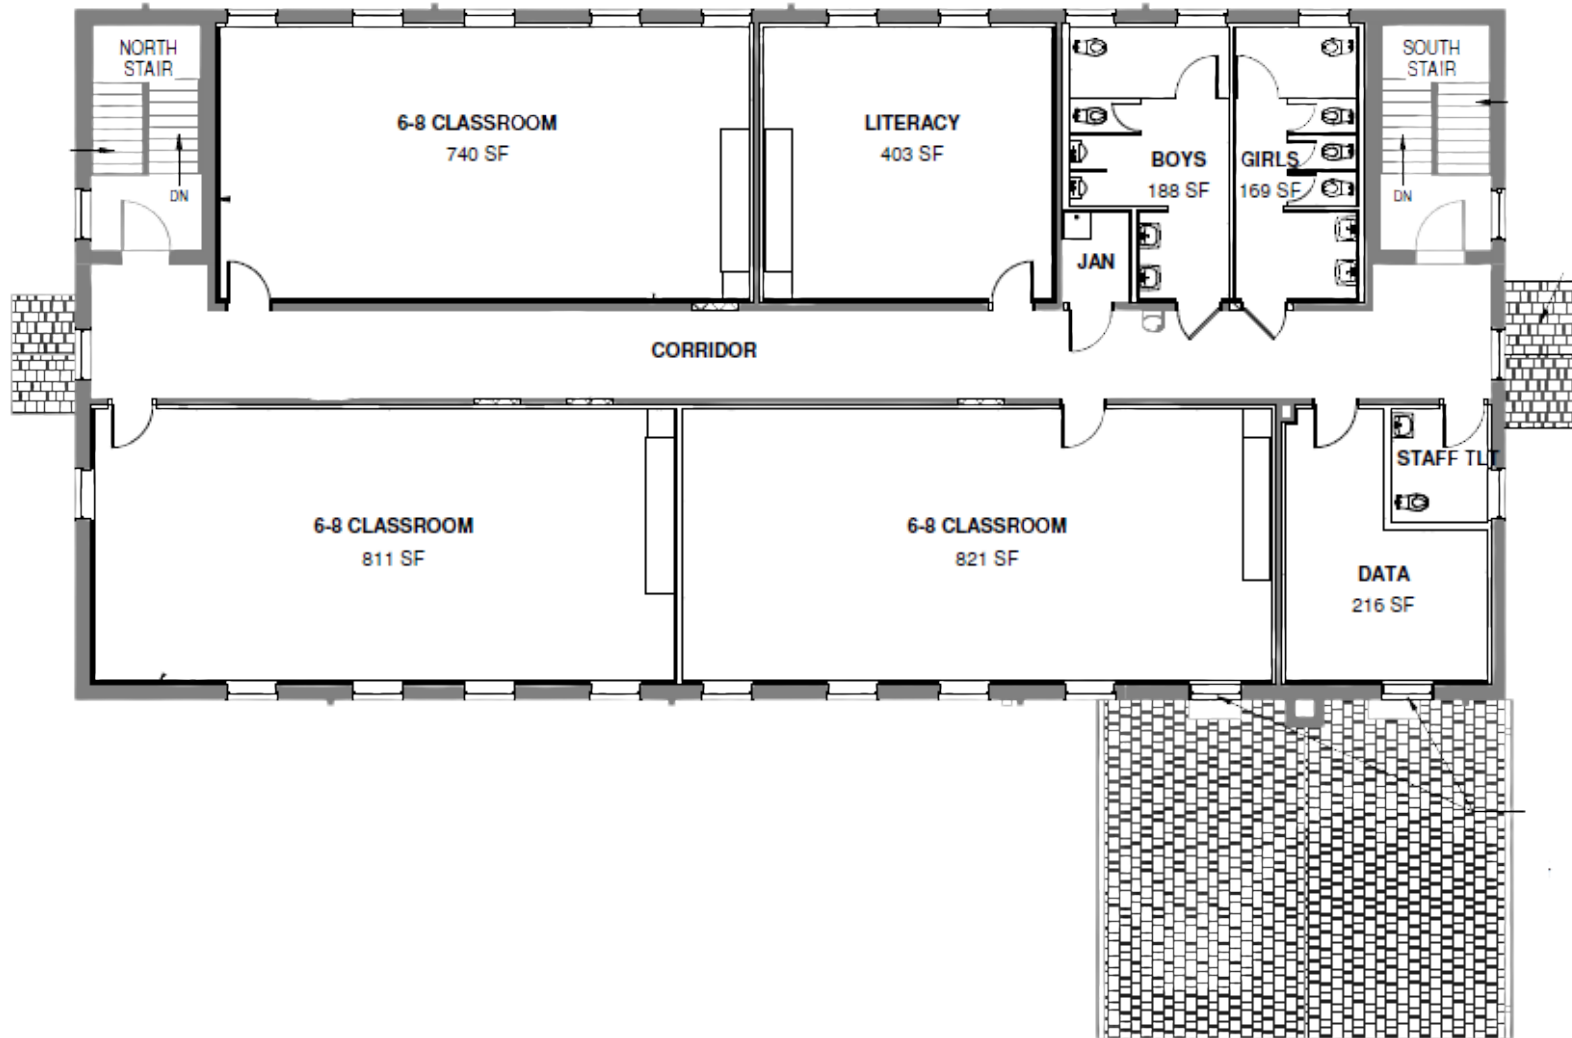 NORTH
STAIR
DN
6-8 CLASSROOM
740 SF
LITERACY
403 SF
BOYS
188 SF
GIRLS
169 SF
JAN
SOUTH
STAIR
DN
CORRIDOR
6-8 CLASSROOM
811 SF
6-8 CLASSROOM
821 SF
STAFF TLT
DATA
216 SF